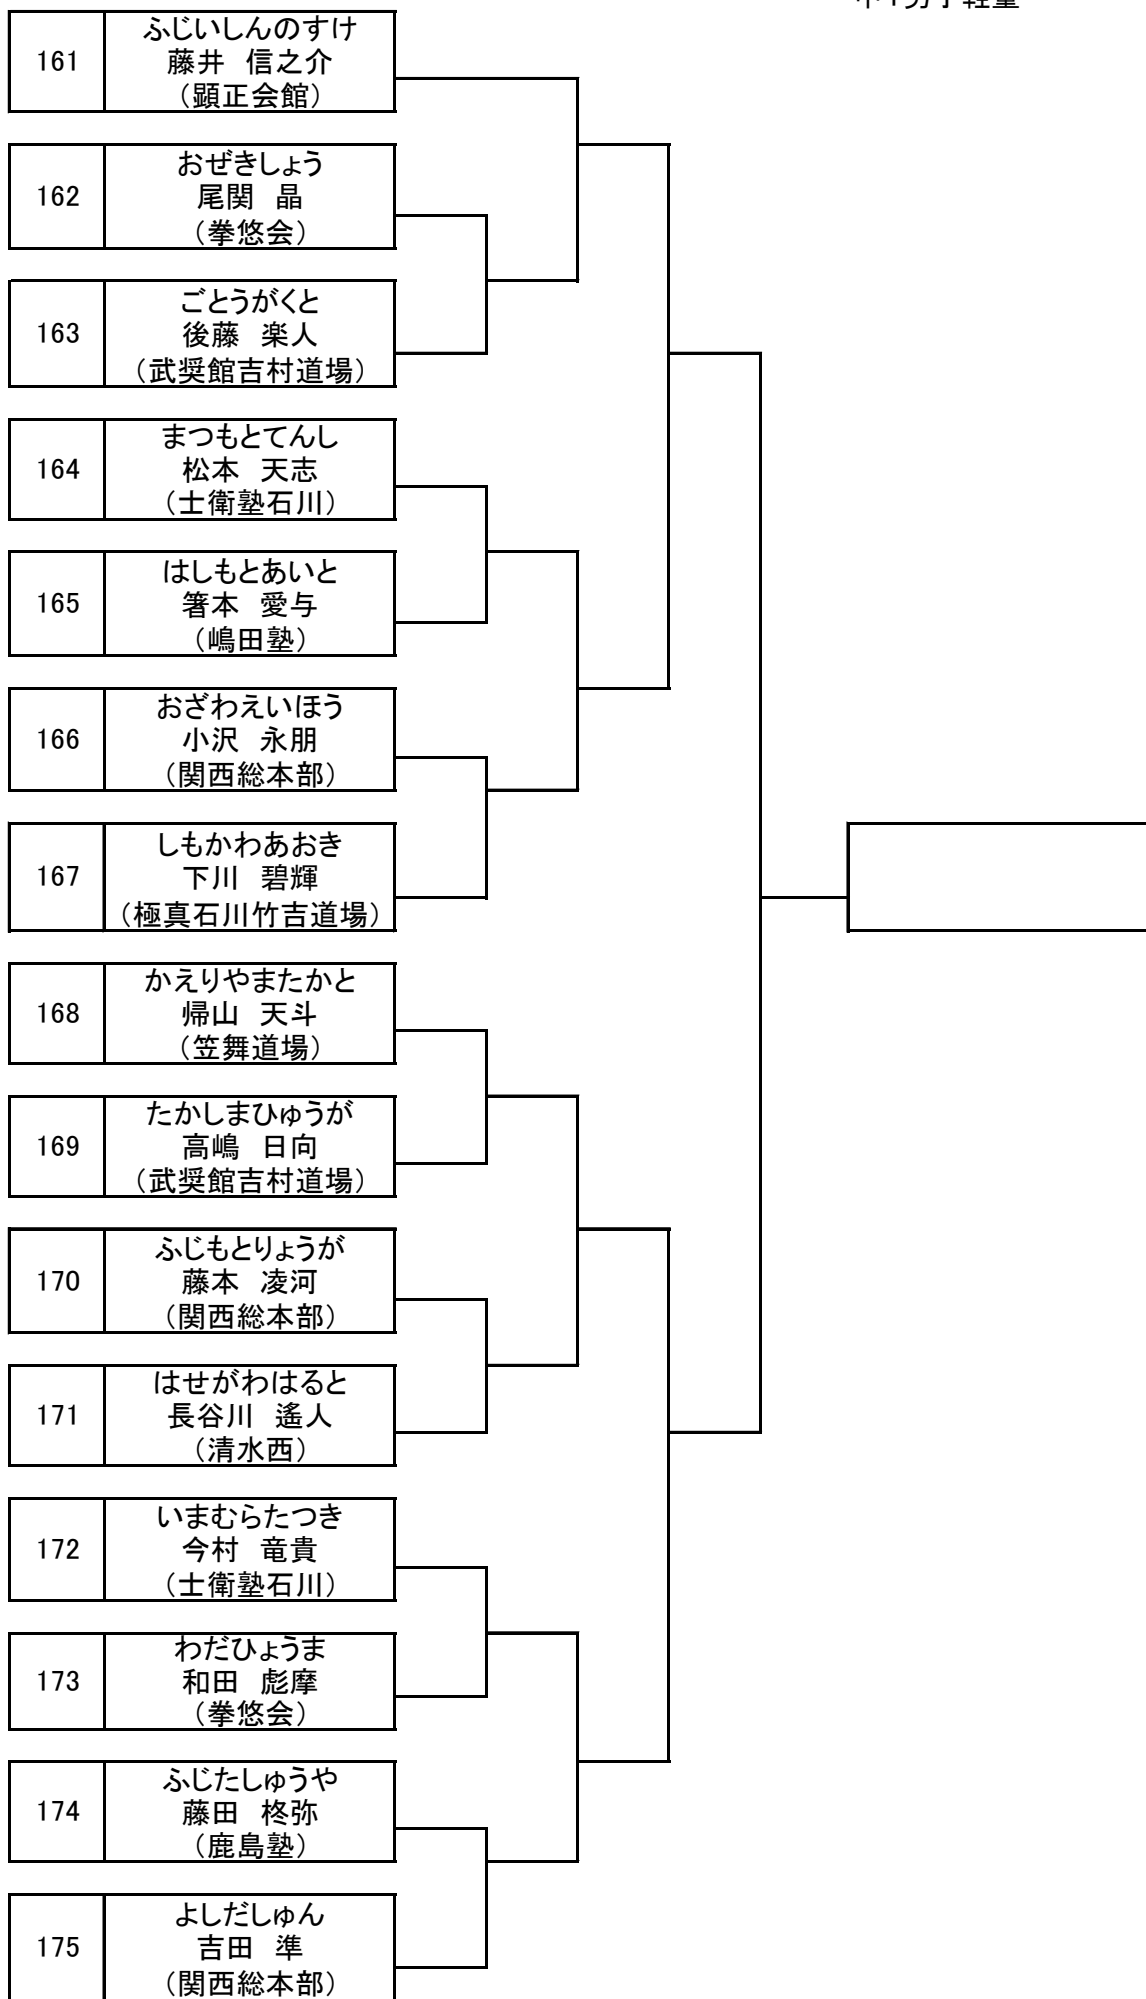 161
ふじいしんのすけ
藤井　信之介
（顕正会館）
162
おぜきしょう
尾関　晶
（拳悠会）
163
ごとうがくと
後藤　楽人
（武奨館吉村道場）
164
まつもとてんし
松本　天志
（士衛塾石川）
165
はしもとあいと
箸本　愛与
（嶋田塾）
166
おざわえいほう
小沢　永朋
（関西総本部）
167
しもかわあおき
下川　碧輝
（極真石川竹吉道場）
168
かえりやまたかと
帰山　天斗
（笠舞道場）
169
たかしまひゅうが
高嶋　日向
（武奨館吉村道場）
170
ふじもとりょうが
藤本　凌河
（関西総本部）
171
はせがわはると
長谷川　遙人
（清水西）
172
いまむらたつき
今村　竜貴
（士衛塾石川）
173
わだひょうま
和田　彪摩
（拳悠会）
174
ふじたしゅうや
藤田　柊弥
（鹿島塾）
175
よしだしゅん
吉田　準
（関西総本部）